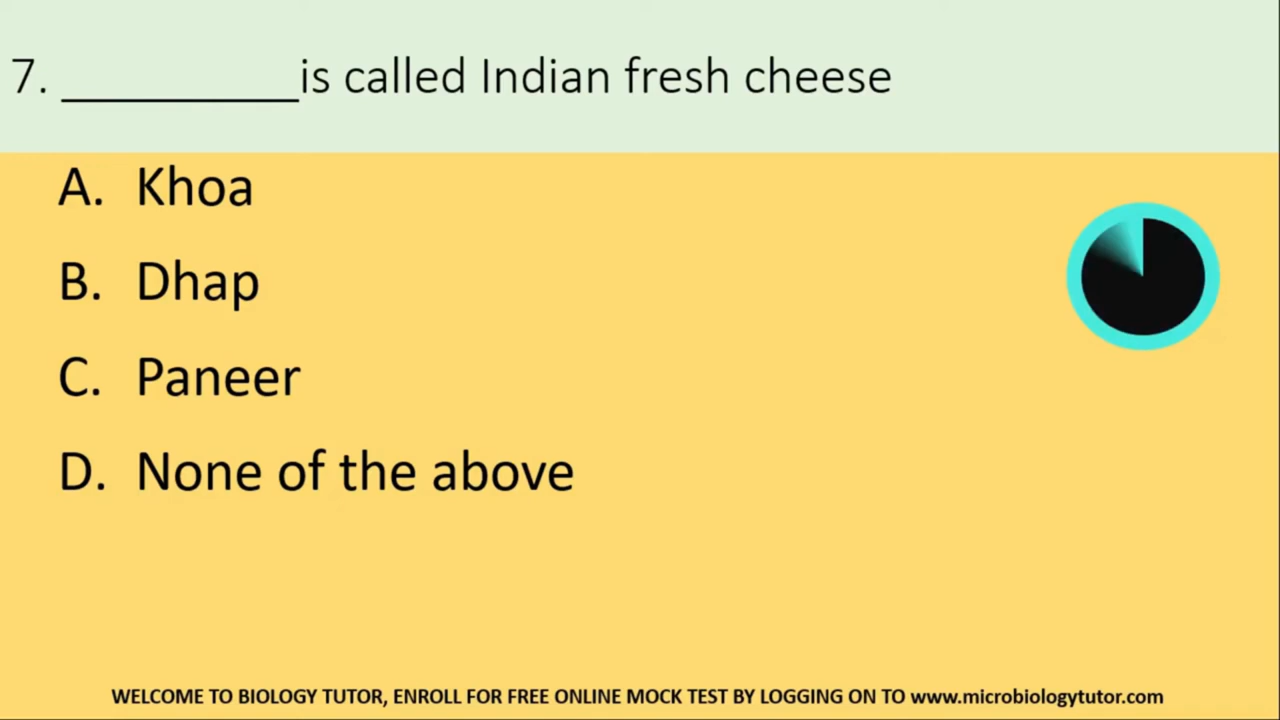 7. __________is called Indian fresh cheese
A. Khoa
B. Dhap
C. Paneer
D. None of the above
WELCOME TO BIOLOGY TUTOR, ENROLL FOR FREE ONLINE MOCK TEST BY LOGGING ON TO www.microbiologytutor.com